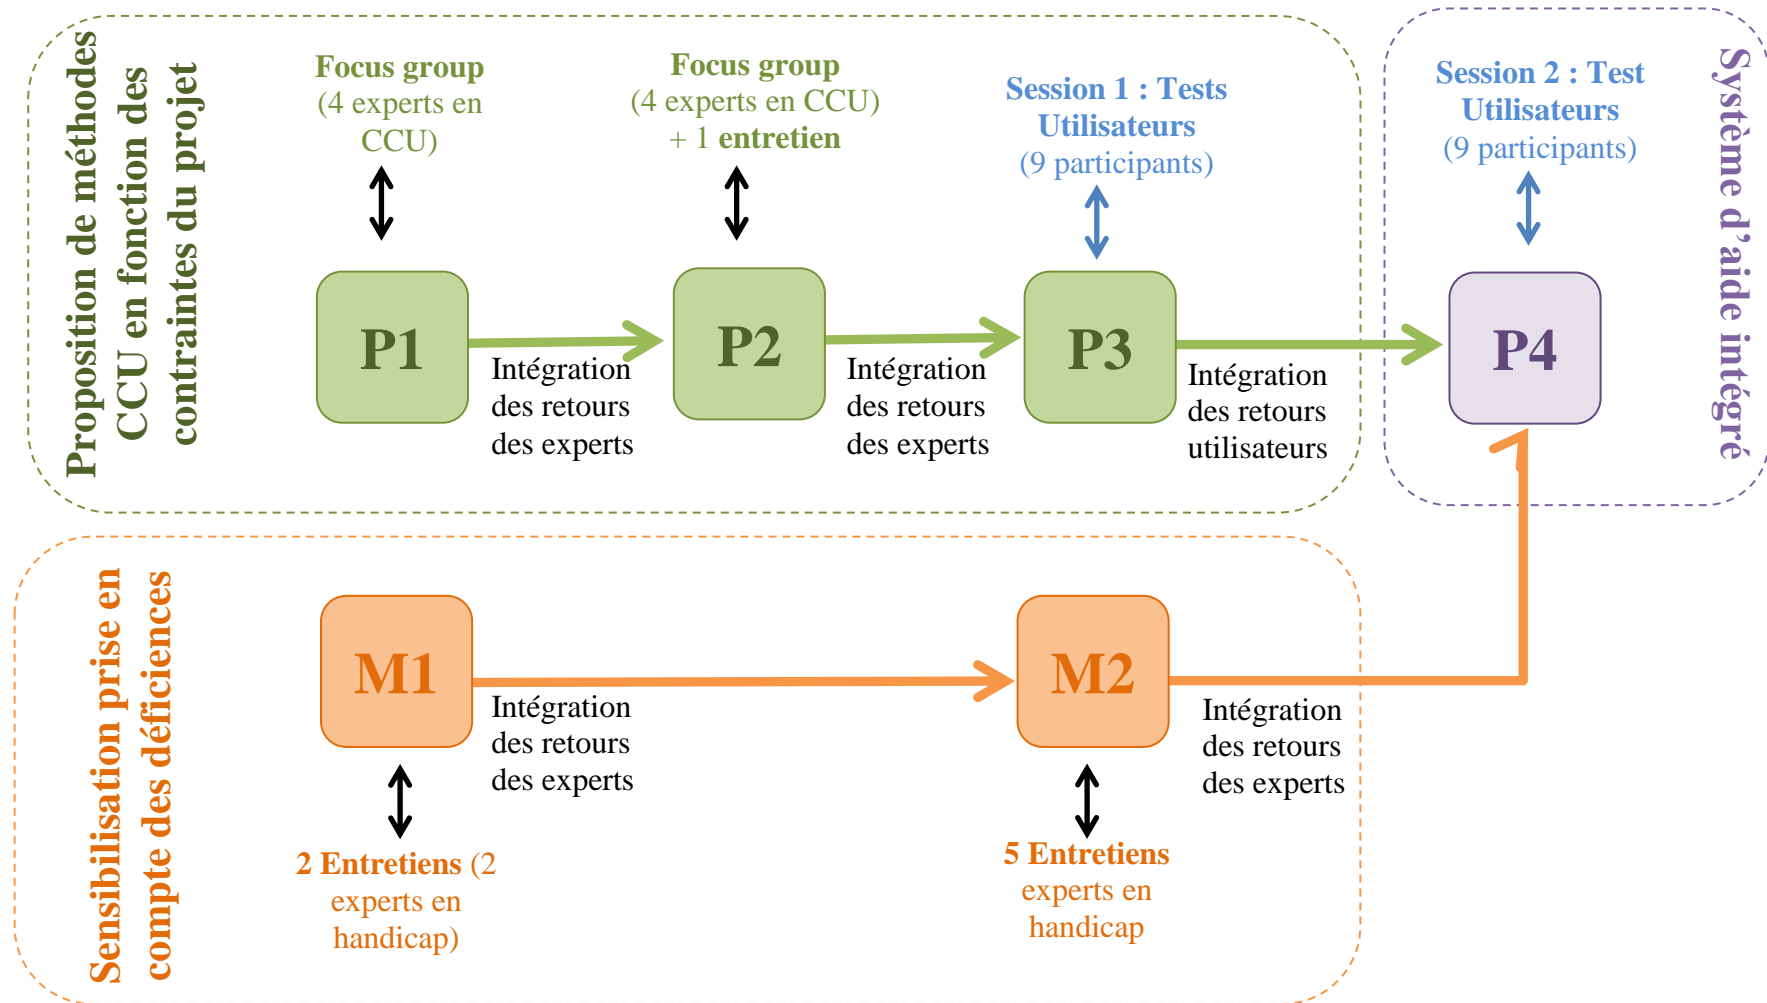 Proposition de méthodes
CCU en fonction des
contraintes du projet
Focus group
(4 experts en
CCU)
Focus group
(4 experts en CCU)
+ 1 entretien
Session 1 : Tests
Utilisateurs
(9 participants)
Session 2 : Test
Utilisateurs
(9 participants)
Système d’aide intégré
P1
Intégration
des retours
des experts
P2
Intégration
des retours
des experts
P3
Intégration
des retours
utilisateurs
P4
Sensibilisation prise en
compte des déficiences
M1
Intégration
des retours
des experts
M2
Intégration
des retours
des experts
2 Entretiens (2
experts en
handicap)
5 Entretiens
experts en
handicap